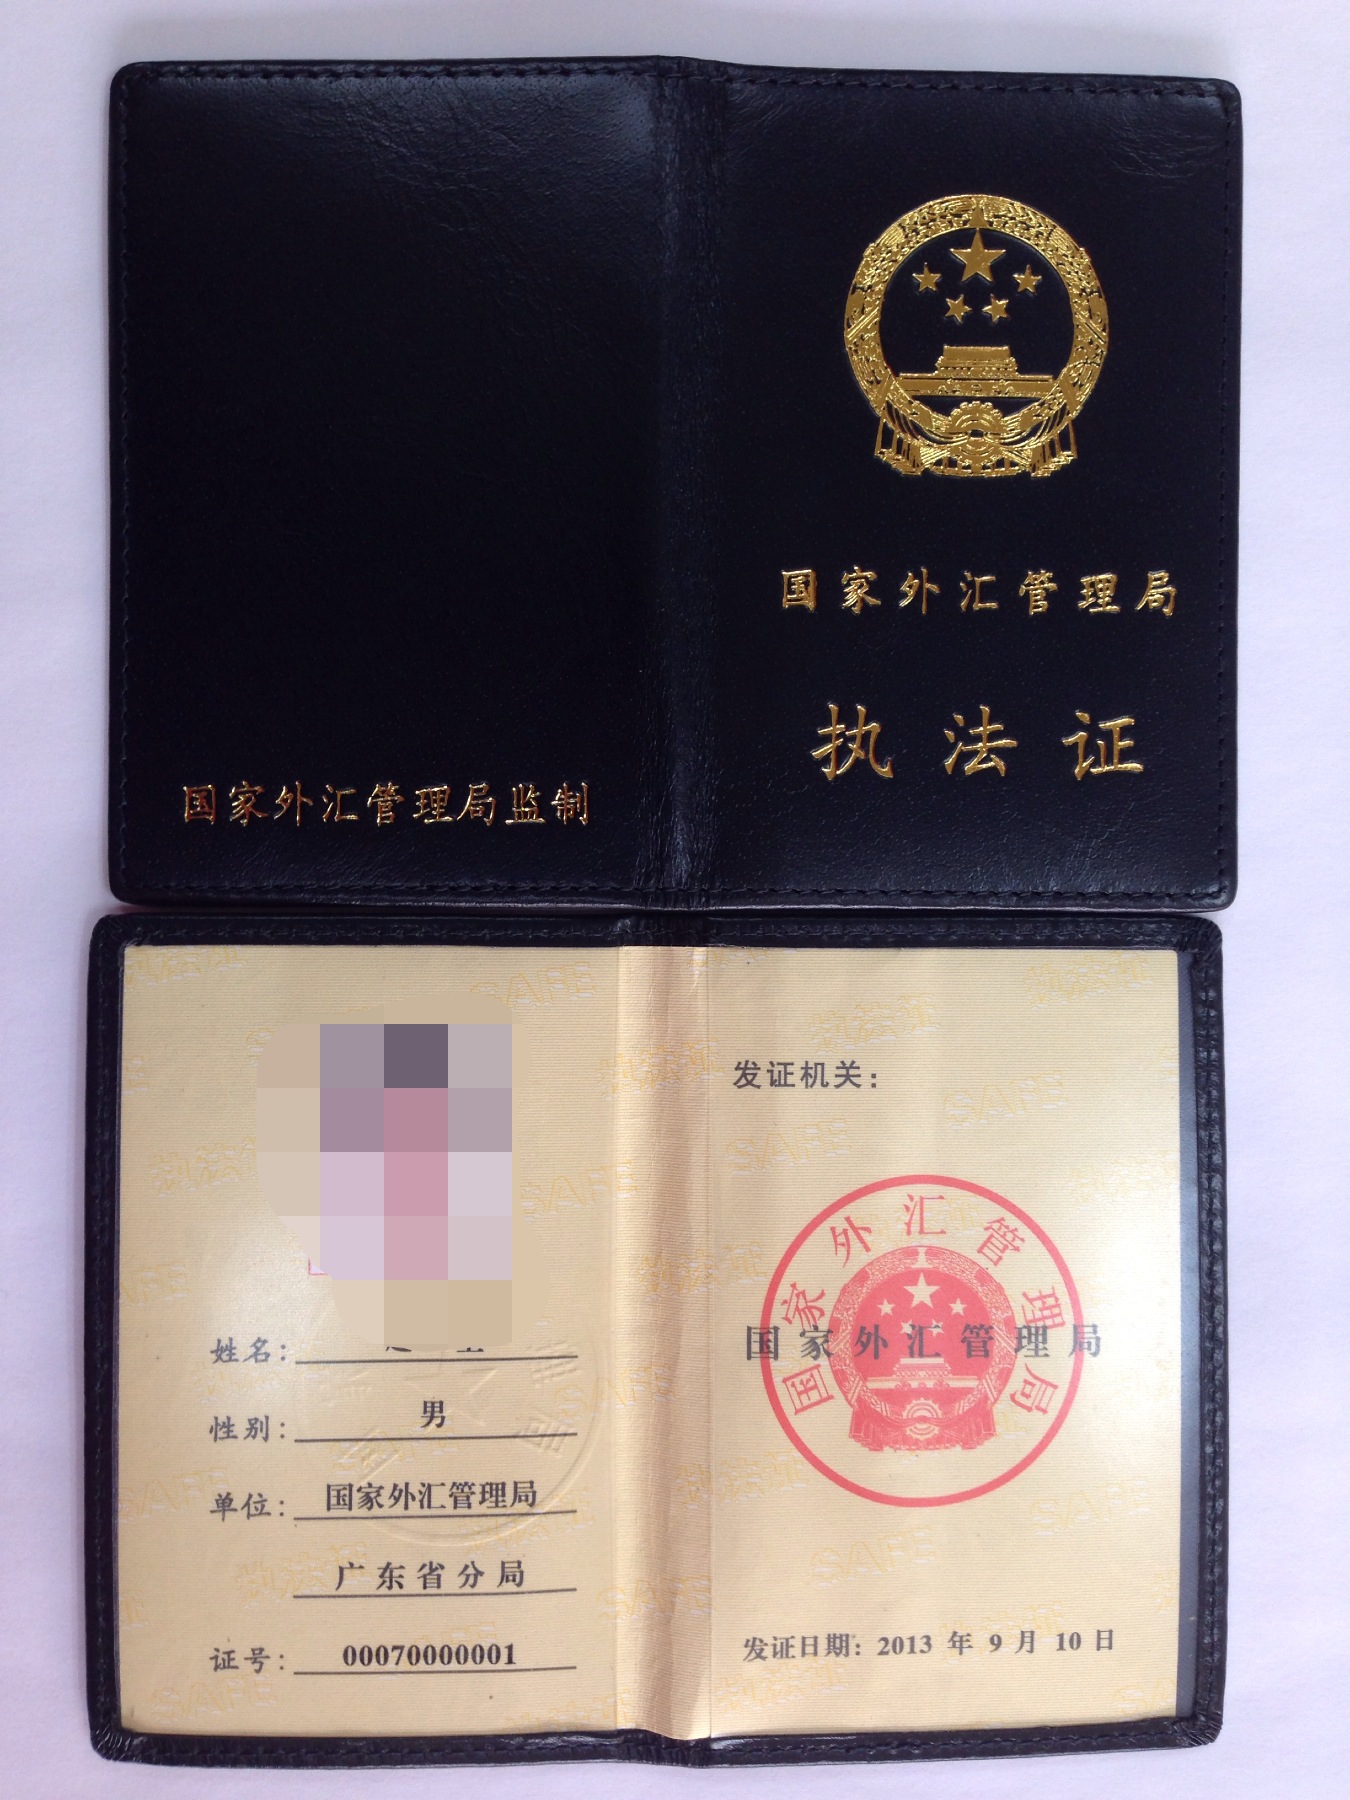 国家外汇管理局
执法证
国家外汇管理局监制
姓名：
性别：男
单位：国家外汇管理局
广东省分局
证号：00070000001
发证机关：
国家外汇管理局
国家外汇管理局
发证日期：2013 年 9 月 10 日
SAFE